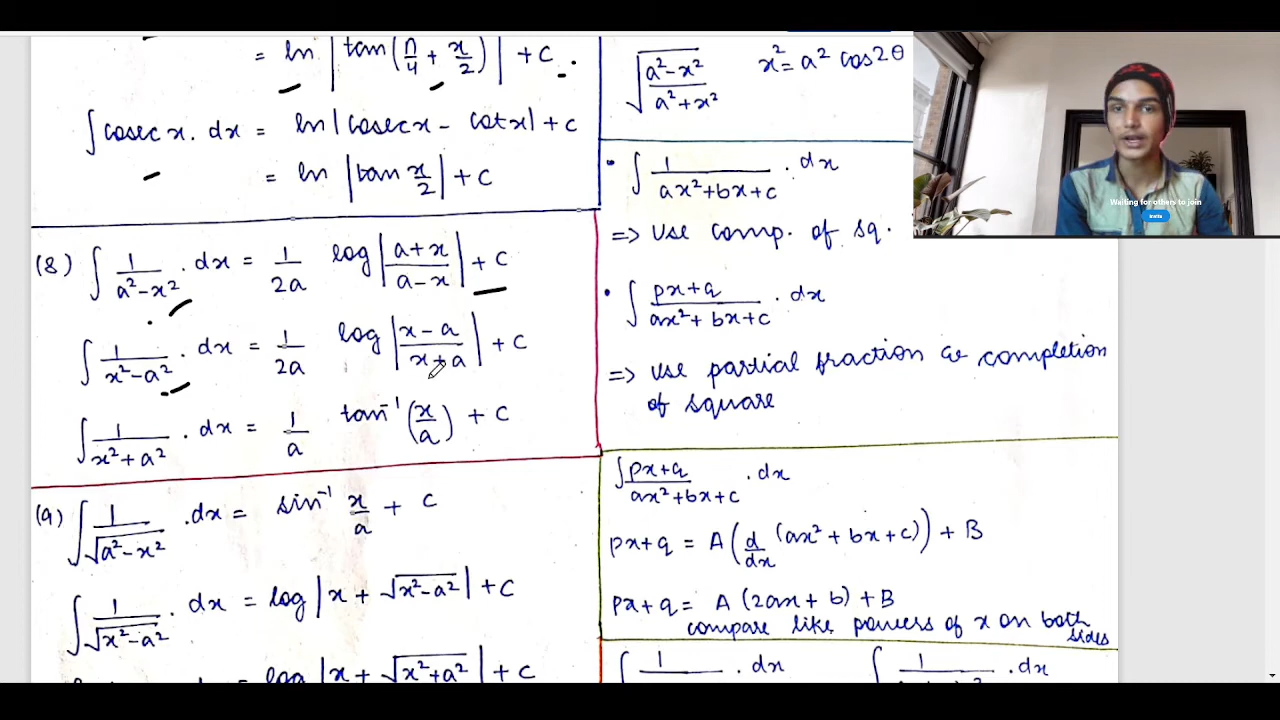 = ln |tan(π/4 + x/2)| + C.
∫cosec x. dx = ln|cosec x - cot x| + C
= ln |tan x/2| + C
(8) ∫ 1/(a²-x²) . dx = 1/2a log |(a+x)/(a-x)| + C
∫ 1/(x²-a²) . dx = 1/2a log |(x-a)/(x+a)| + C
∫ 1/(x²+a²) . dx = 1/a tan⁻¹ (x/a) + C
(9) ∫ 1/√(a²-x²) .dx = sin⁻¹ x/a + C
∫ 1/√(x²-a²) . dx = log |x + √(x²-a²)| + C
dx = log |x + √(x²+a²)| + C
√((a²-x²)/(a²+x²)) x² = a² cos2θ
• ∫ 1/(ax²+bx+c) . dx
=> use comp. of sq.
• ∫ (px+q)/(ax²+bx+c) . dx
=> use partial fraction or completion
of square
∫ (px+q)/(ax²+bx+c) .dx
px+q = A (d/dx (ax²+bx+c)) + B
px+q = A (2ax + b) + B
compare like powers of x on both
sides
∫ 1 . dx ∫ 1 . dx
Waiting for others to join
Invite